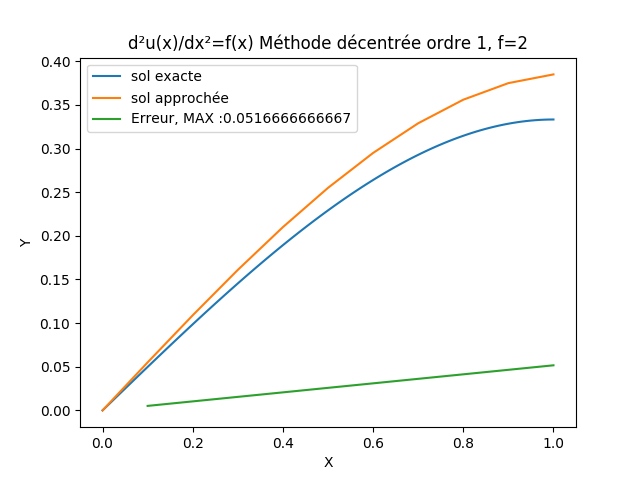 d²u(x)/dx²=f(x) Méthode décentrée ordre 1, f=2
0.40
0.35
0.30
0.25
0.20
0.15
0.10
0.05
0.00
Y
sol exacte
sol approchée
Erreur, MAX :0.0516666666667
0.0 0.2 0.4 0.6 0.8 1.0
X